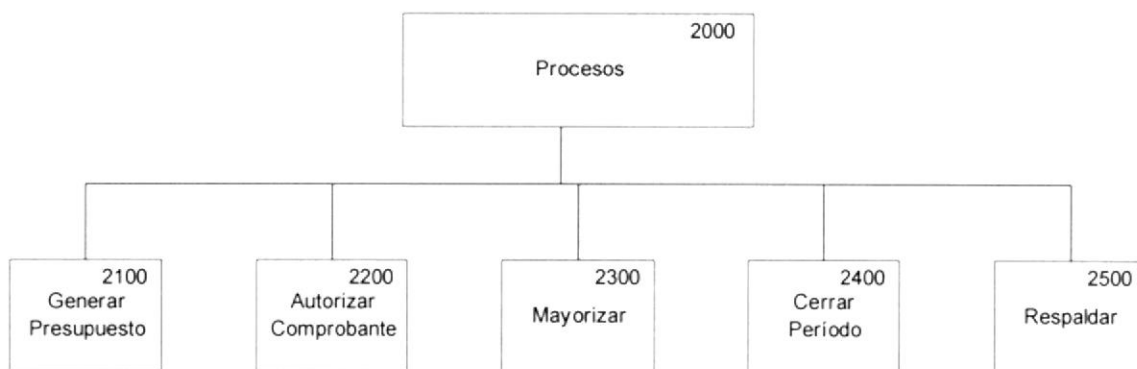 2000
Procesos
2100
Generar
Presupuesto
2200
Autorizar
Comprobante
2300
Mayorizar
2400
Cerrar
Período
2500
Respaldar